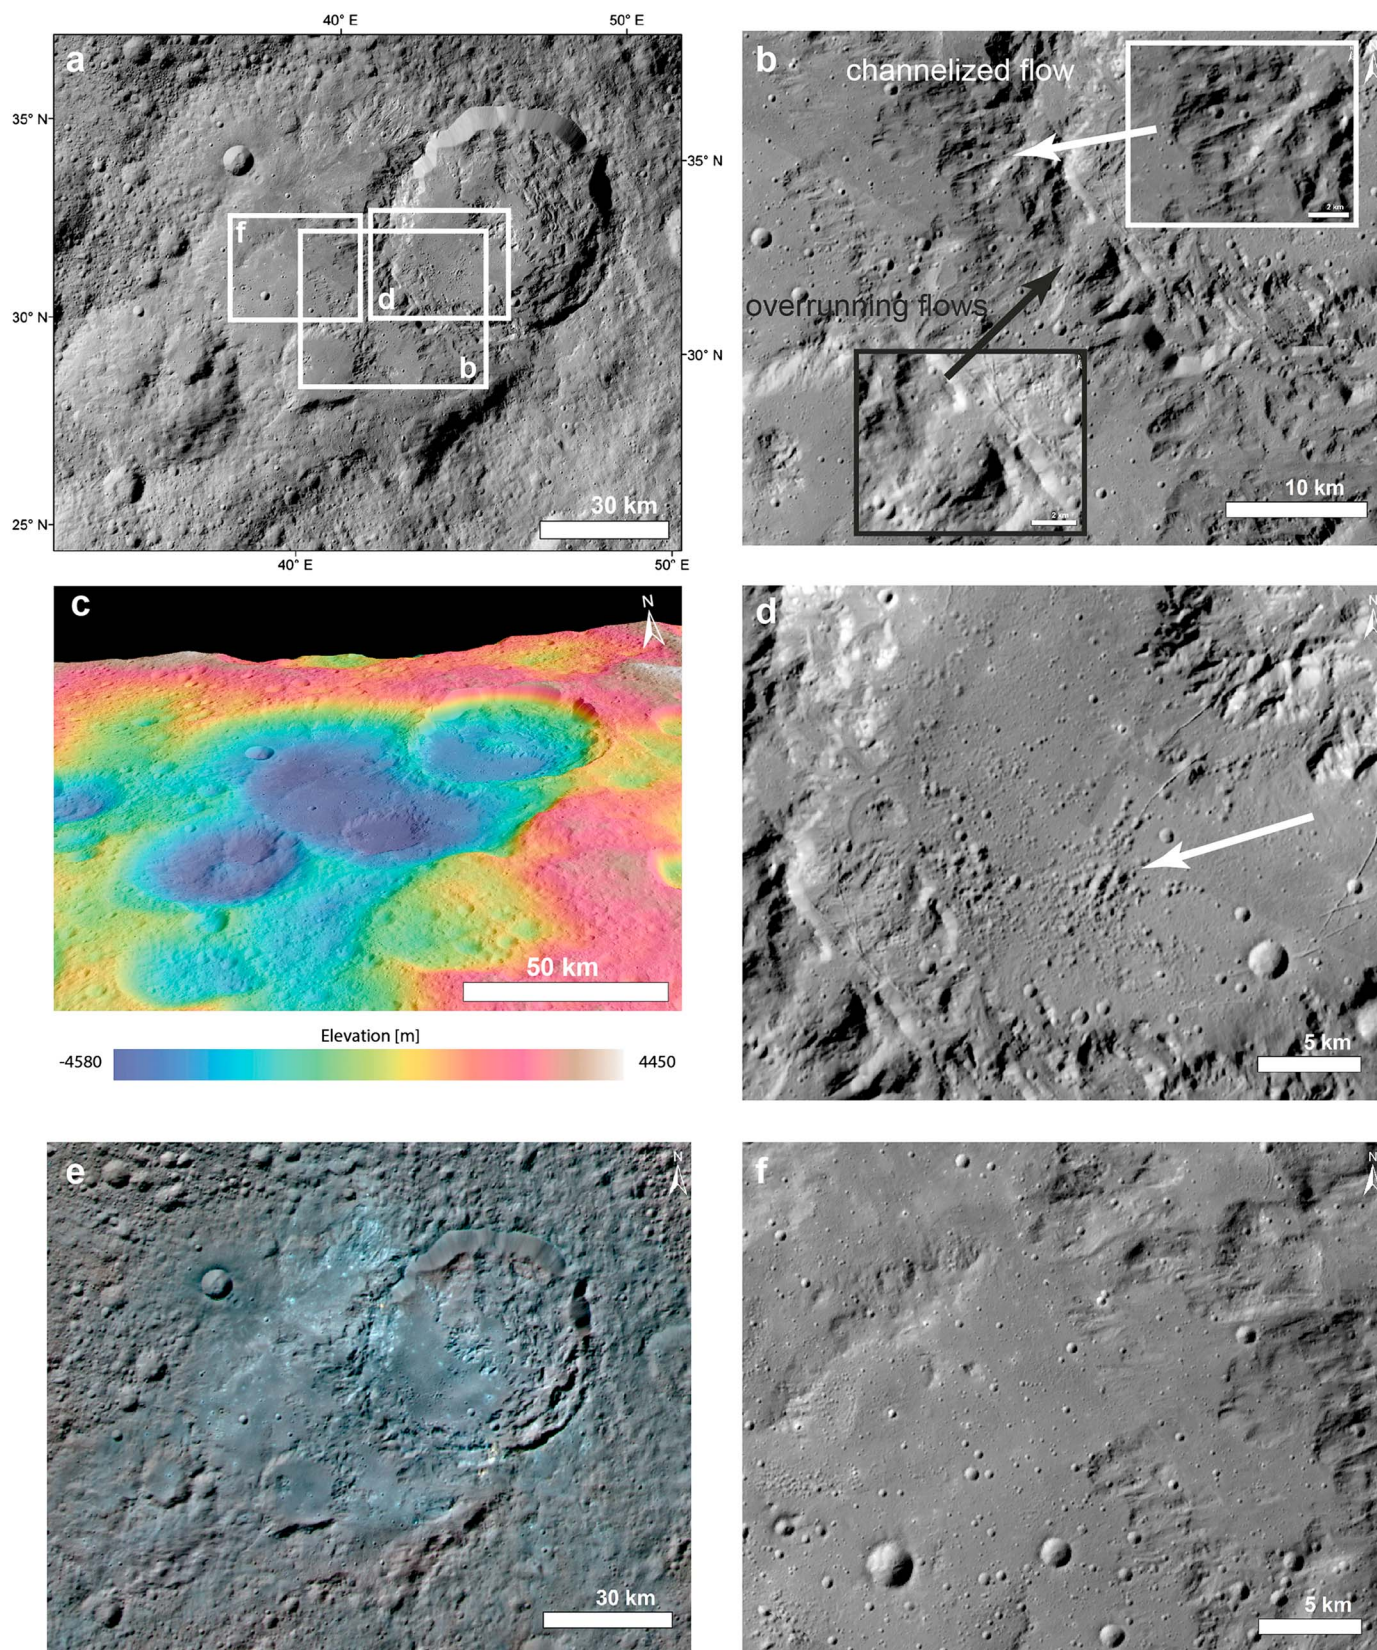 40° E 50° E
a
35° N
35° N
f
d
30° N
30° N
b
25° N
30 km
40° E 50° E
b
channelized flow
2 km
overrunning flows
2 km
10 km
c
N
50 km
Elevation [m]
-4580 4450
d
N
5 km
e
N
30 km
f
N
5 km